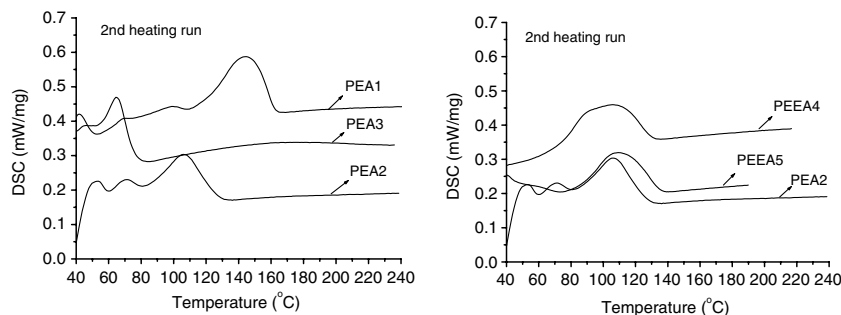 2nd heating run
DSC (mW/mg)
0.7
0.6
0.5
0.4
0.3
0.2
0.1
0.0
PEA1
PEA3
PEA2
40 60 80 100 120 140 160 180 200 220 240
Temperature (°C)
2nd heating run
DSC (mW/mg)
0.7
0.6
0.5
0.4
0.3
0.2
0.1
0.0
PEEA4
PEEA5
PEA2
40 60 80 100 120 140 160 180 200 220 240
Temperature (°C)